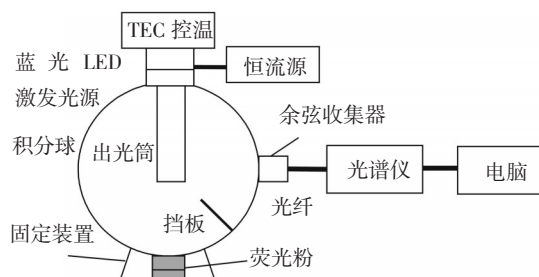 TEC 控温
蓝 光 LED
激发光源
恒流源
余弦收集器
积分球
出光筒
光谱仪
电脑
光纤
挡板
固定装置
荧光粉